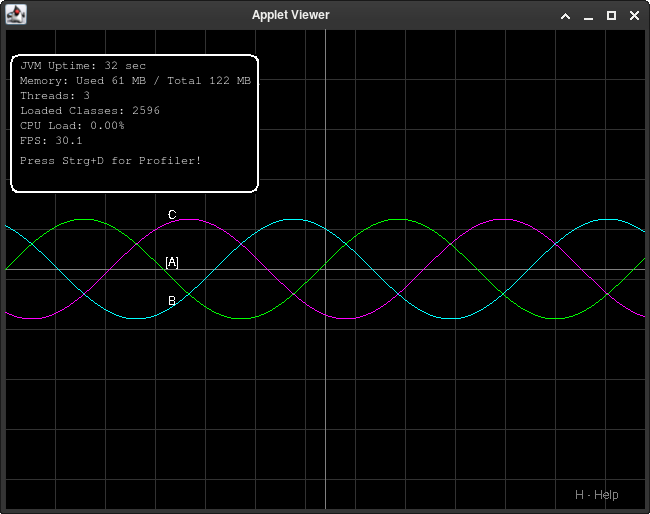 Applet Viewer
JVM Uptime: 32 sec
Memory: Used 61 MB / Total 122 MB
Threads: 3
Loaded Classes: 2596
CPU Load: 0.00%
FPS: 30.1
Press Strg+D for Profiler!
C
[A]
B
H - Help